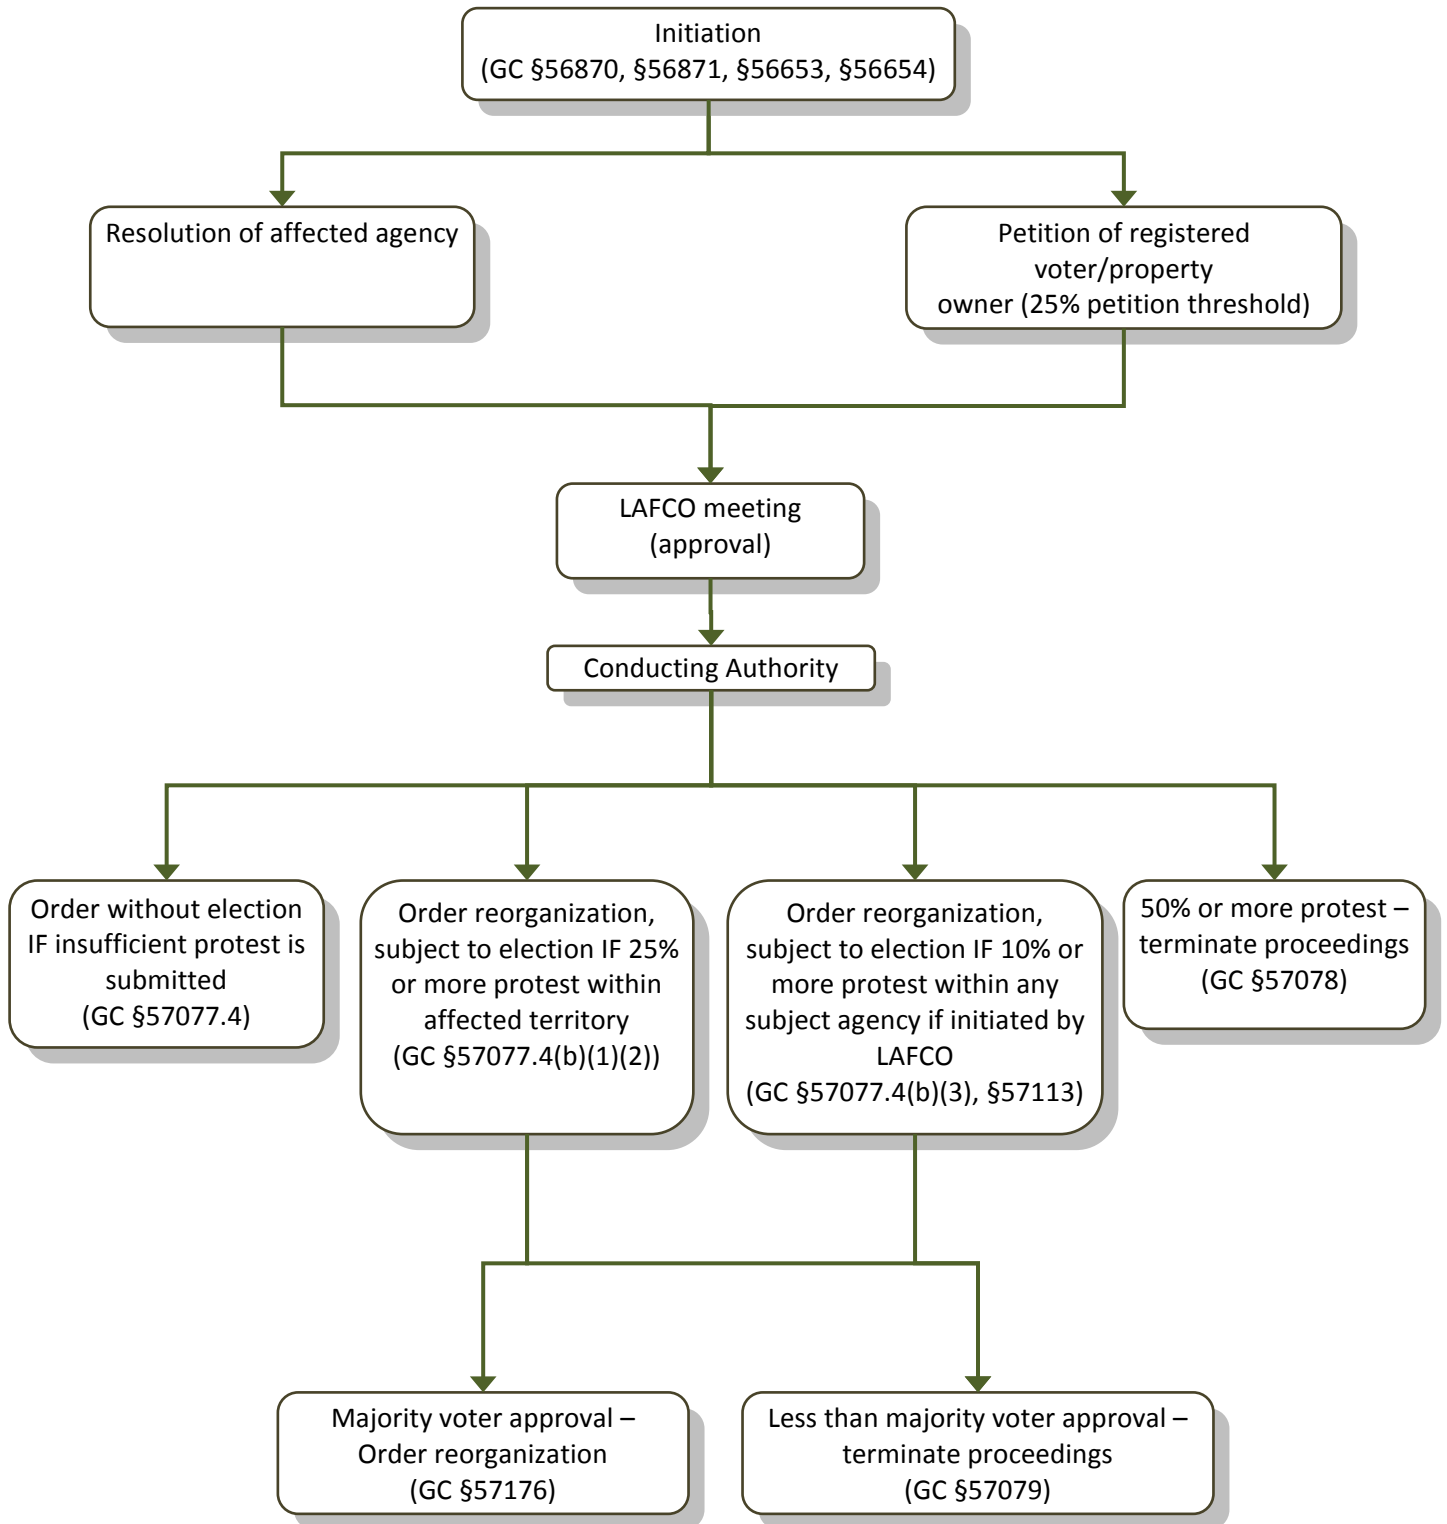 Initiation
(GC §56870, §56871, §56653, §56654)
Resolution of affected agency
Petition of registered
voter/property
owner (25% petition threshold)
LAFCO meeting
(approval)
Conducting Authority
Order without election
IF insufficient protest is
submitted
(GC §57077.4)
Order reorganization,
subject to election IF 25%
or more protest within
affected territory
(GC §57077.4(b)(1)(2))
Order reorganization,
subject to election IF 10% or
more protest within any
subject agency if initiated by
LAFCO
(GC §57077.4(b)(3), §57113)
50% or more protest –
terminate proceedings
(GC §57078)
Majority voter approval –
Order reorganization
(GC §57176)
Less than majority voter approval –
terminate proceedings
(GC §57079)